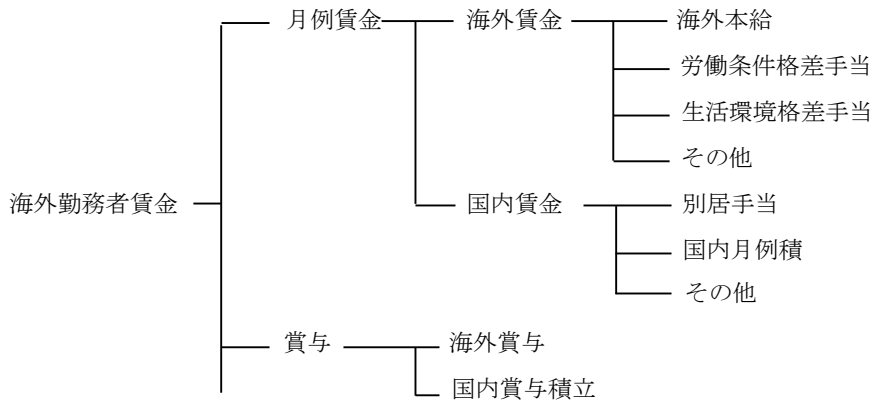 月例賃金 海外賃金 海外本給
労働条件格差手当
生活環境格差手当
その他
海外勤務者賃金 国内賃金 別居手当
国内月例積
その他
賞与 海外賞与
国内賞与積立